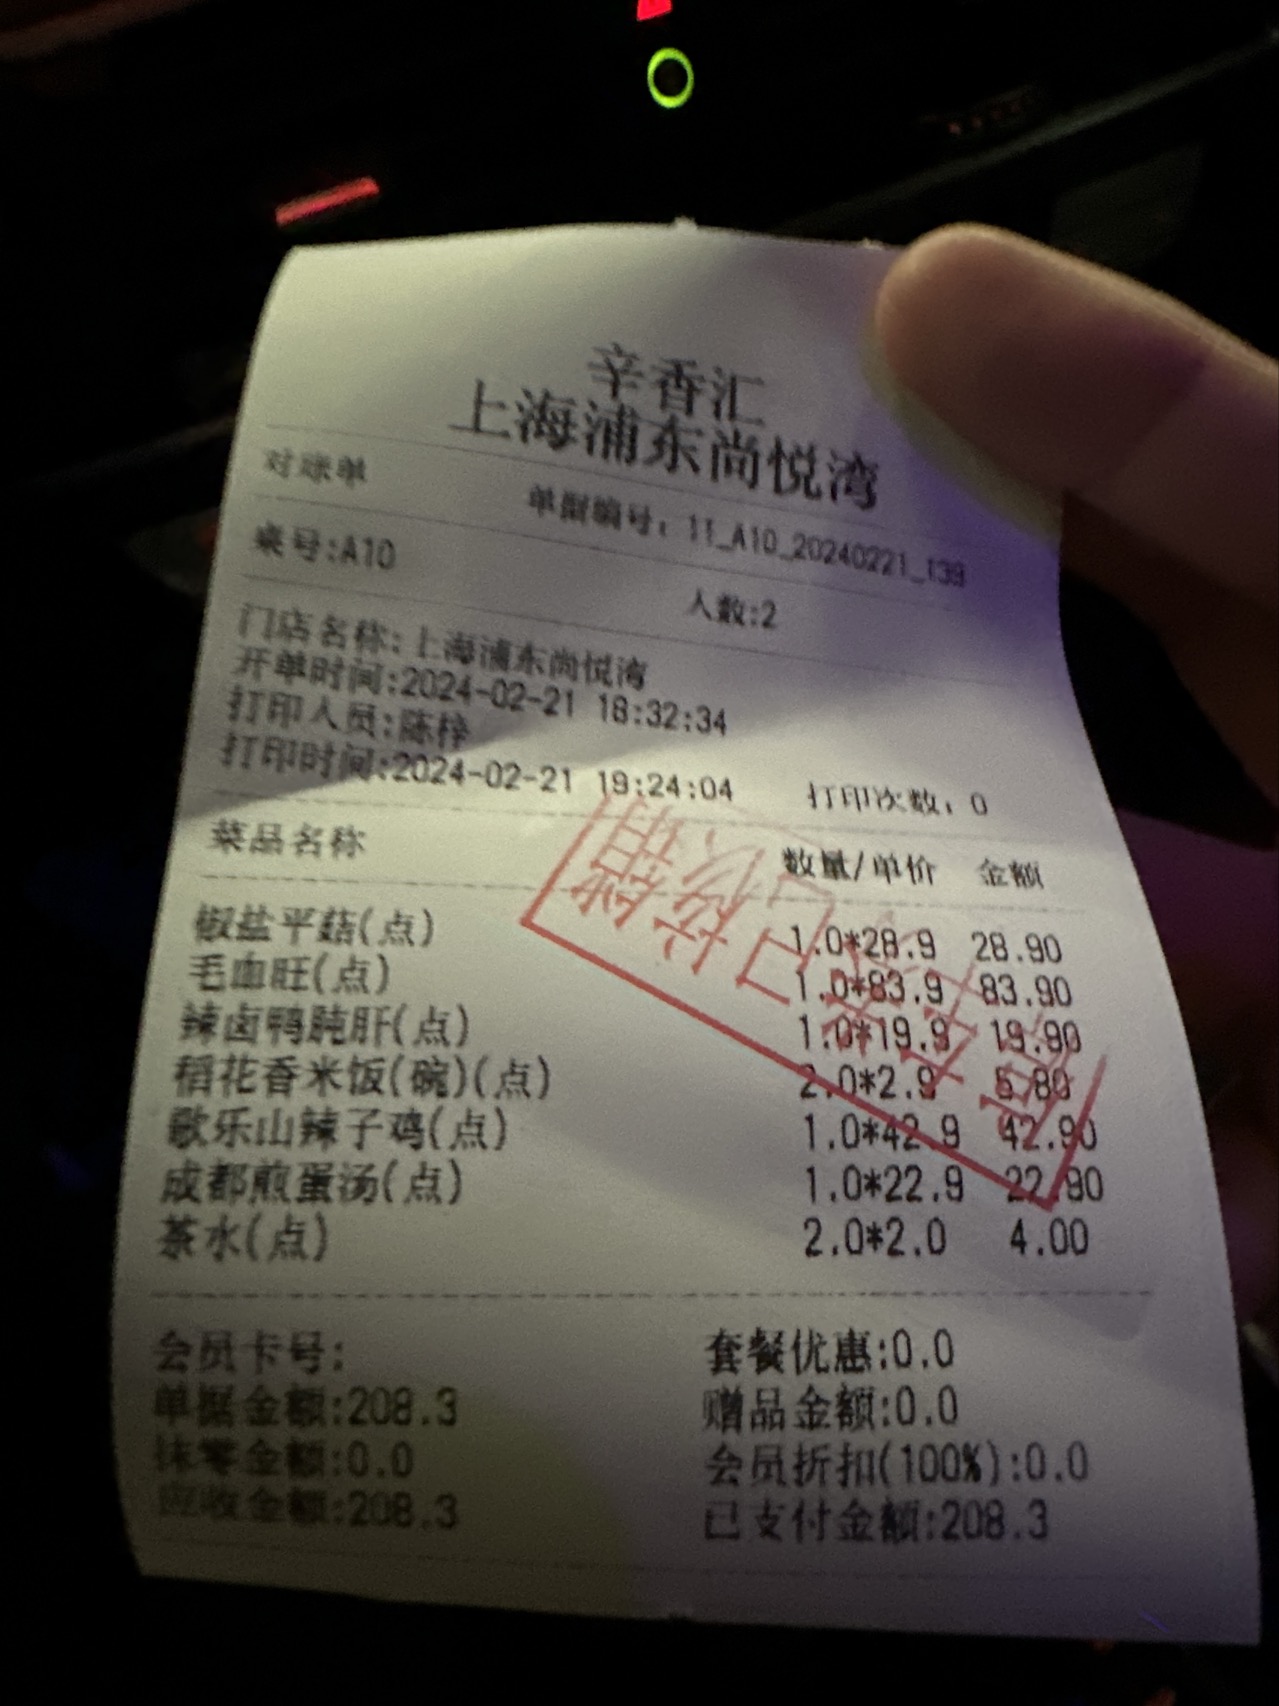 辛香汇
上海浦东尚悦湾
对账单
单据编号：11_A10_20240221_139
桌号:A10 人数:2
门店名称:上海浦东尚悦湾
开单时间:2024-02-21 18:32:34
打印人员:陈梓
打印时间:2024-02-21 19:24:04 打印次数：0
菜品名称 数量/单价 金额
椒盐平菇(点) 1.0*28.9 28.90
毛血旺(点) 1.0*83.9 83.90
辣卤鸭肫肝(点) 1.0*19.9 19.90
稻花香米饭(碗)(点) 2.0*2.9 5.80
歌乐山辣子鸡(点) 1.0*42.9 42.90
成都煎蛋汤(点) 1.0*22.9 22.90
茶水(点) 2.0*2.0 4.00
会员卡号: 套餐优惠:0.0
单据金额:208.3 赠品金额:0.0
抹零金额:0.0 会员折扣(100%):0.0
应收金额:208.3 已支付金额:208.3